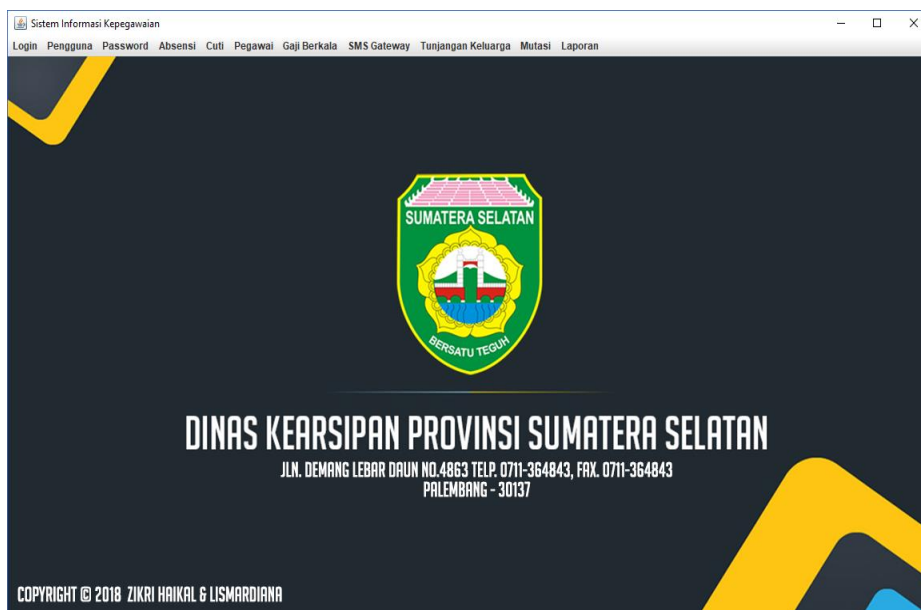 Sistem Informasi Kepegawaian
Login Pengguna Password Absensi Cuti Pegawai Gaji Berkala SMS Gateway Tunjangan Keluarga Mutasi Laporan
SUMATERA SELATAN
BERSATU TEGUH
DINAS KEARSIPAN PROVINSI SUMATERA SELATAN
JLN. DEMANG LEBAR DAUN NO.4863 TELP. 0711-364843, FAX. 0711-364843
PALEMBANG - 30137
COPYRIGHT © 2018 ZIKRI HAIKAL & LISMARDIANA